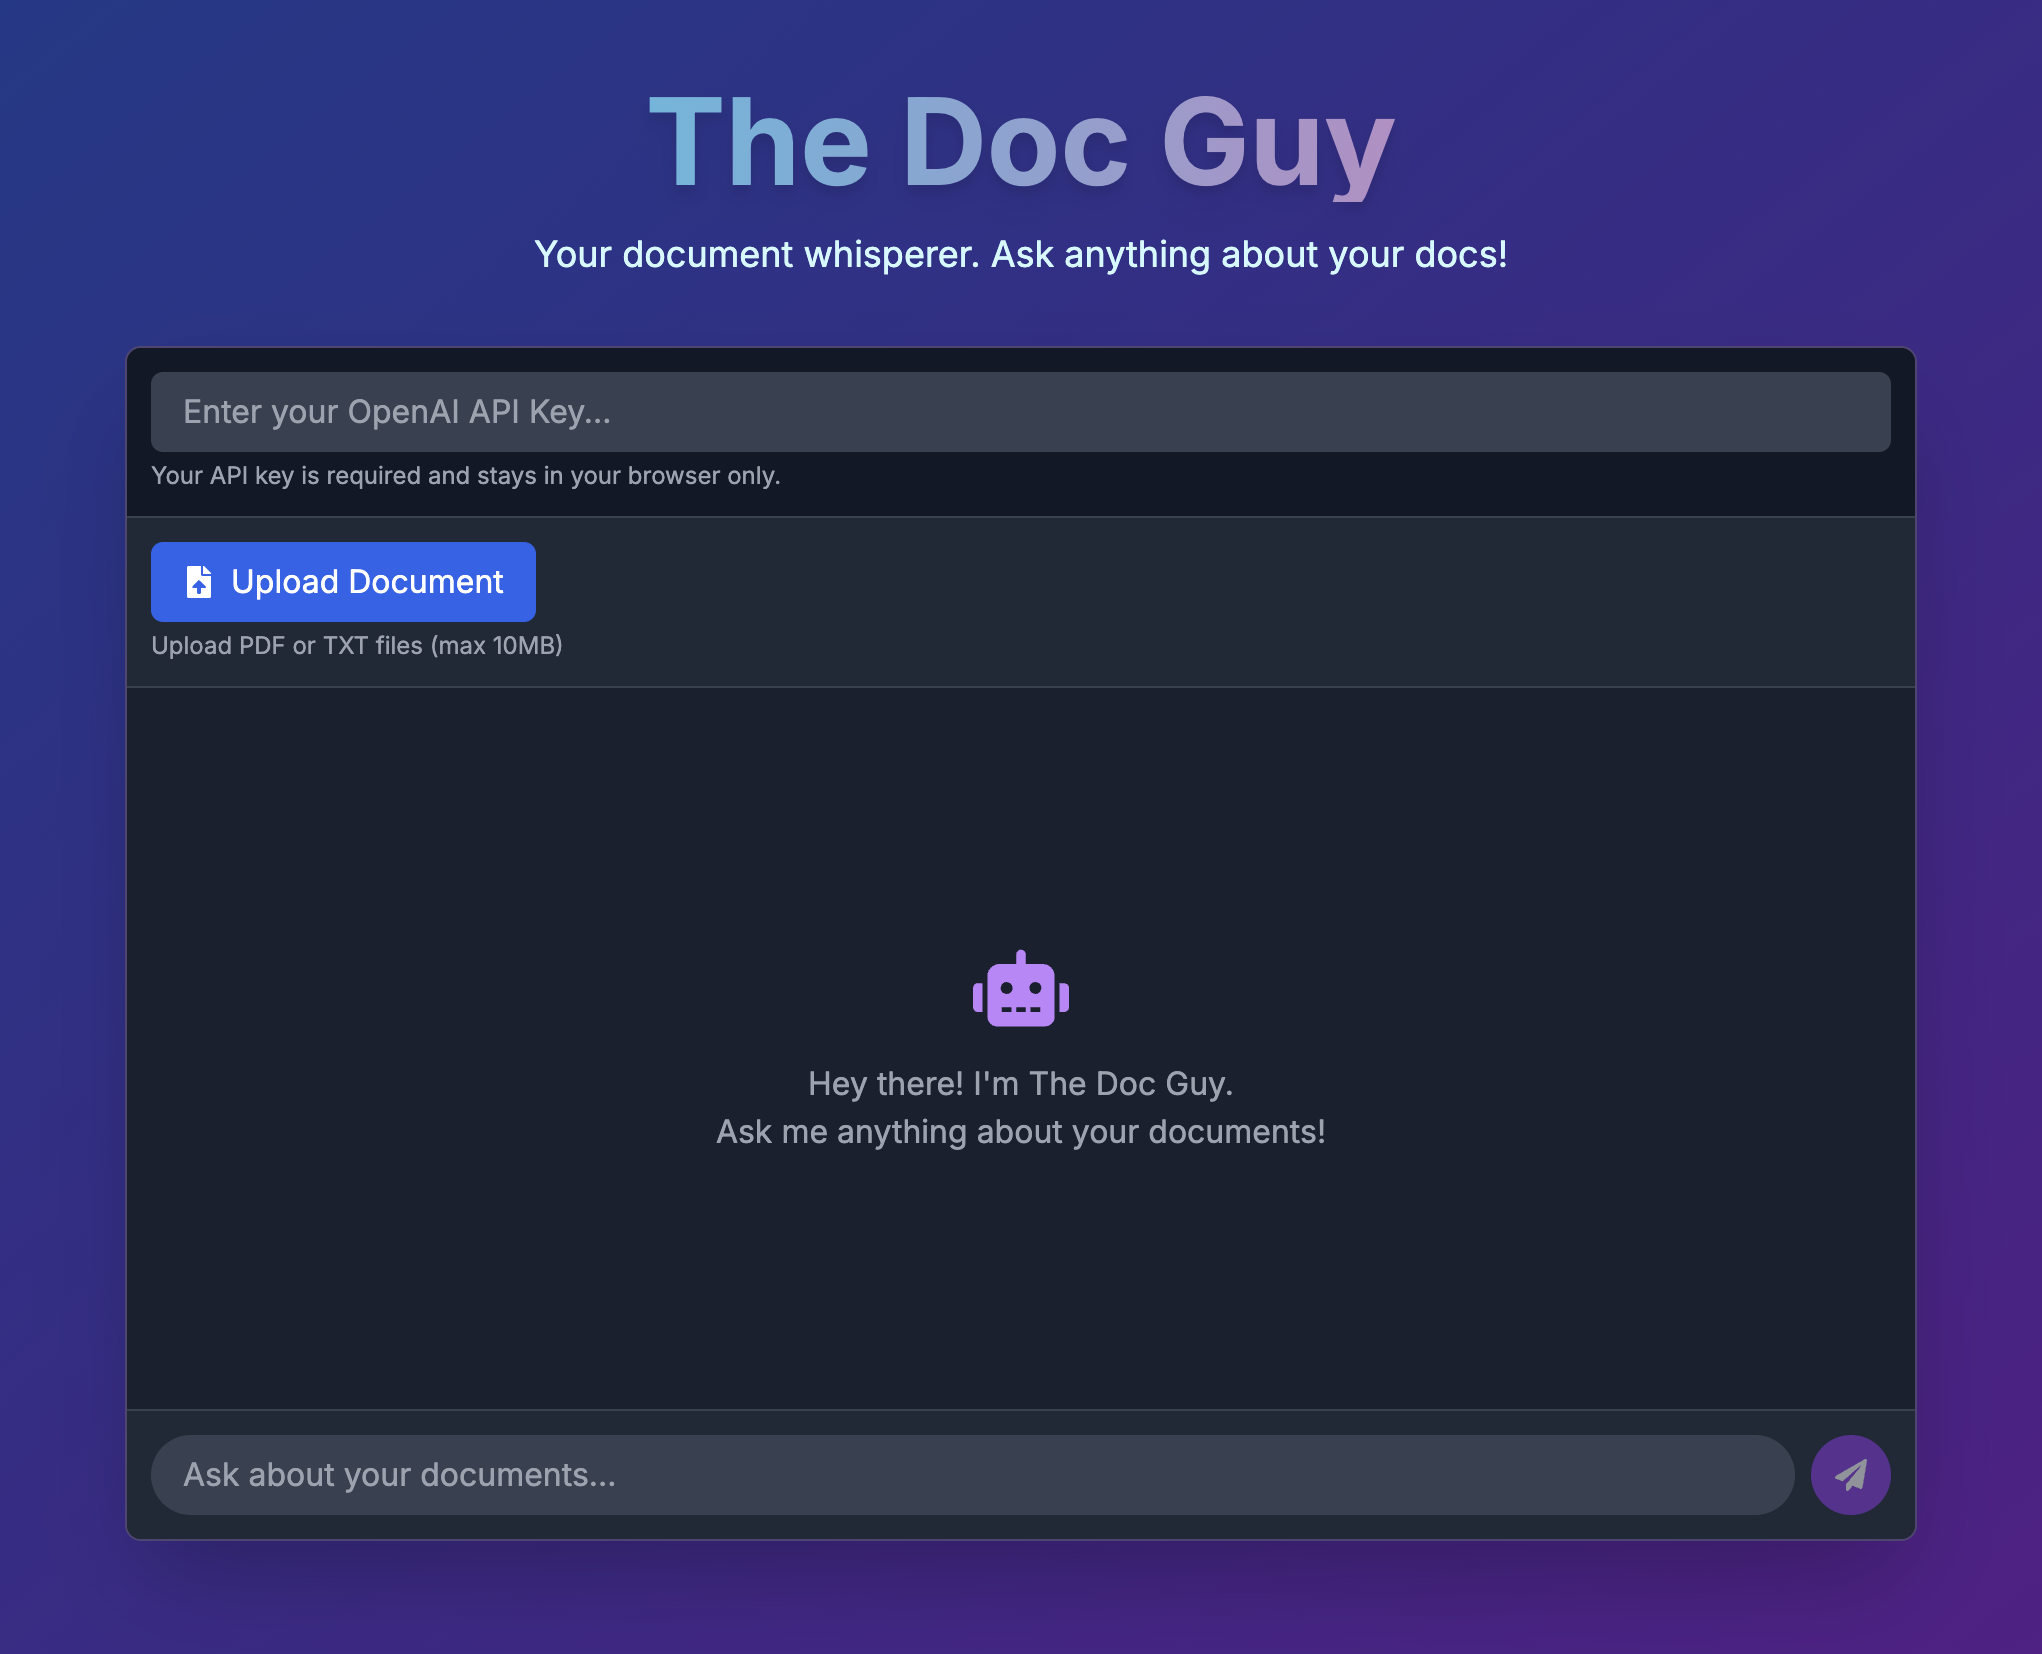 The Doc Guy
Your document whisperer. Ask anything about your docs!
Enter your OpenAI API Key...
Your API key is required and stays in your browser only.
Upload Document
Upload PDF or TXT files (max 10MB)
Hey there! I'm The Doc Guy.
Ask me anything about your documents!
Ask about your documents...